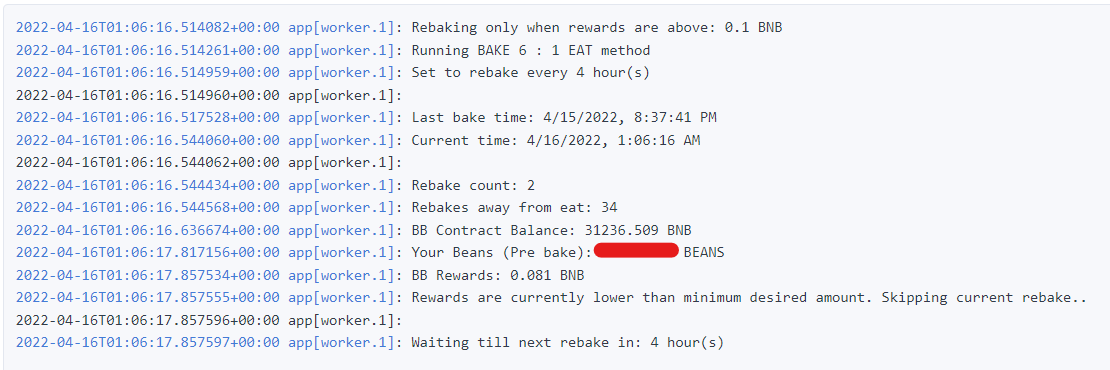 2022-04-16T01:06:16.514082+00:00 app[worker.1]: Rebaking only when rewards are above: 0.1 BNB
2022-04-16T01:06:16.514261+00:00 app[worker.1]: Running BAKE 6 : 1 EAT method
2022-04-16T01:06:16.514959+00:00 app[worker.1]: Set to rebake every 4 hour(s)
2022-04-16T01:06:16.514960+00:00 app[worker.1]:
2022-04-16T01:06:16.517528+00:00 app[worker.1]: Last bake time: 4/15/2022, 8:37:41 PM
2022-04-16T01:06:16.544060+00:00 app[worker.1]: Current time: 4/16/2022, 1:06:16 AM
2022-04-16T01:06:16.544062+00:00 app[worker.1]:
2022-04-16T01:06:16.544434+00:00 app[worker.1]: Rebake count: 2
2022-04-16T01:06:16.544568+00:00 app[worker.1]: Rebakes away from eat: 34
2022-04-16T01:06:16.636674+00:00 app[worker.1]: BB Contract Balance: 31236.509 BNB
2022-04-16T01:06:17.817156+00:00 app[worker.1]: Your Beans (Pre bake): BEANS
2022-04-16T01:06:17.857534+00:00 app[worker.1]: BB Rewards: 0.081 BNB
2022-04-16T01:06:17.857555+00:00 app[worker.1]: Rewards are currently lower than minimum desired amount. Skipping current rebake..
2022-04-16T01:06:17.857596+00:00 app[worker.1]:
2022-04-16T01:06:17.857597+00:00 app[worker.1]: Waiting till next rebake in: 4 hour(s)